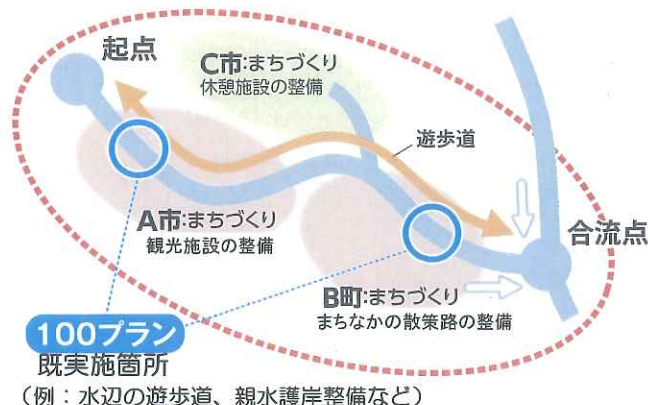 起点
C市:まちづくり
休憩施設の整備
遊歩道
A市:まちづくり
観光施設の整備
合流点
B町:まちづくり
まちなかの散策路の整備
100プラン
既実施箇所
(例:水辺の遊歩道、親水護岸整備など)